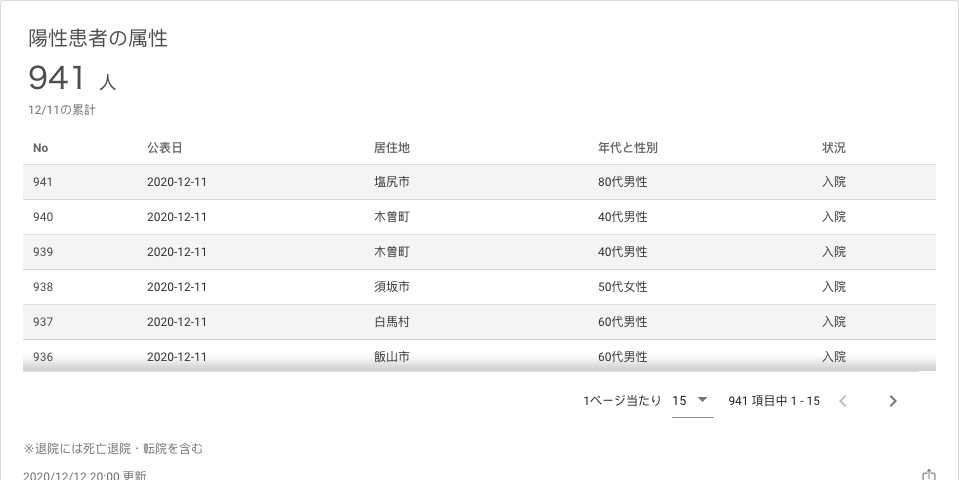 陽性患者の属性
941 人
12/11の累計
No 公表日 居住地 年代と性別 状況
941 2020-12-11 塩尻市 80代男性 入院
940 2020-12-11 木曽町 40代男性 入院
939 2020-12-11 木曽町 40代男性 入院
938 2020-12-11 須坂市 50代女性 入院
937 2020-12-11 白馬村 60代男性 入院
936 2020-12-11 飯山市 60代男性 入院
1ページ当たり 15 941 項目中 1 - 15
※退院には死亡退院・転院を含む
2020/12/12 20:00 更新